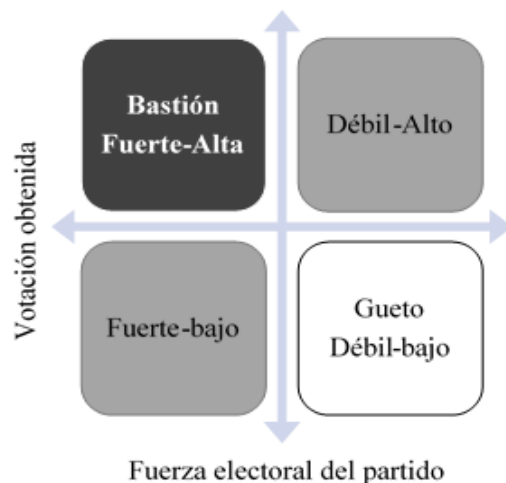 Bastión
Fuerte-Alta
Débil-Alto
Votación obtenida
Fuerte-bajo
Gueto
Débil-bajo
Fuerza electoral del partido